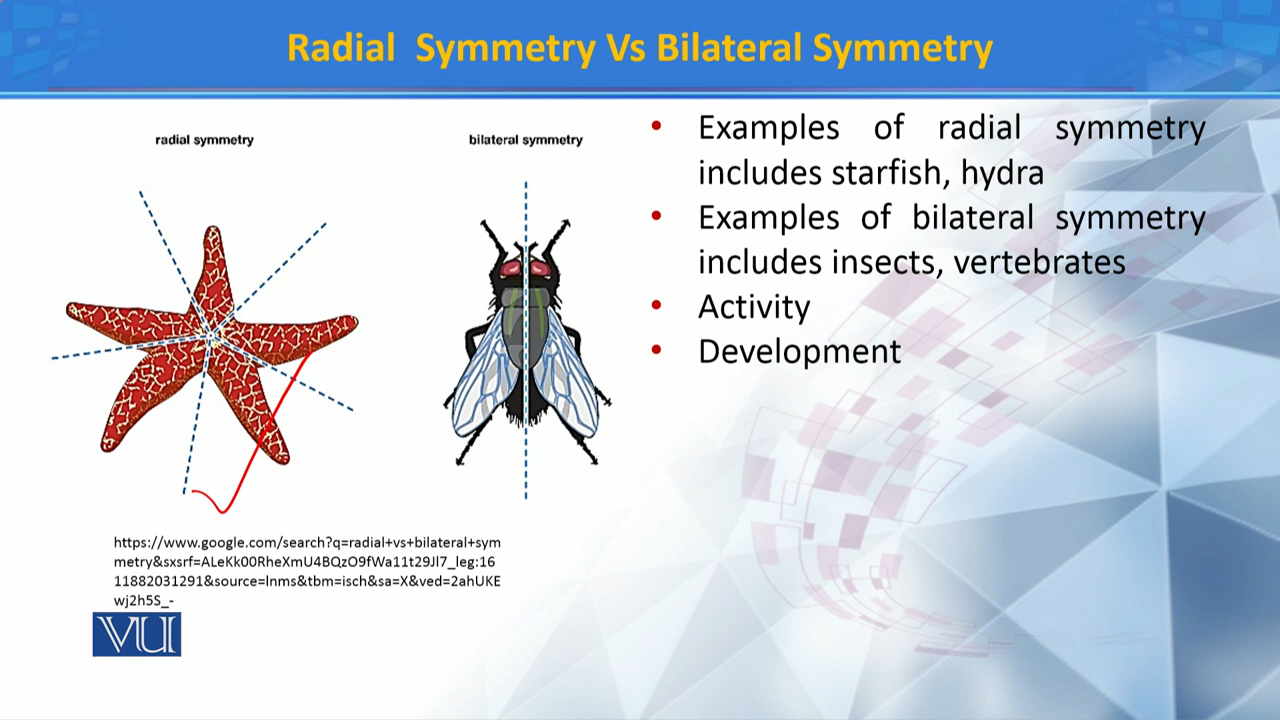 Radial Symmetry Vs Bilateral Symmetry
radial symmetry
bilateral symmetry
• Examples of radial symmetry
includes starfish, hydra
• Examples of bilateral symmetry
includes insects, vertebrates
• Activity
• Development
https://www.google.com/search?q=radial+vs+bilateral+sym
metry&sxsrf=ALeKk00RheXmU4BQzO9fWa11t29Jl7_leg:16
11882031291&source=lnms&tbm=isch&sa=X&ved=2ahUKE
wj2h5S_-
VU